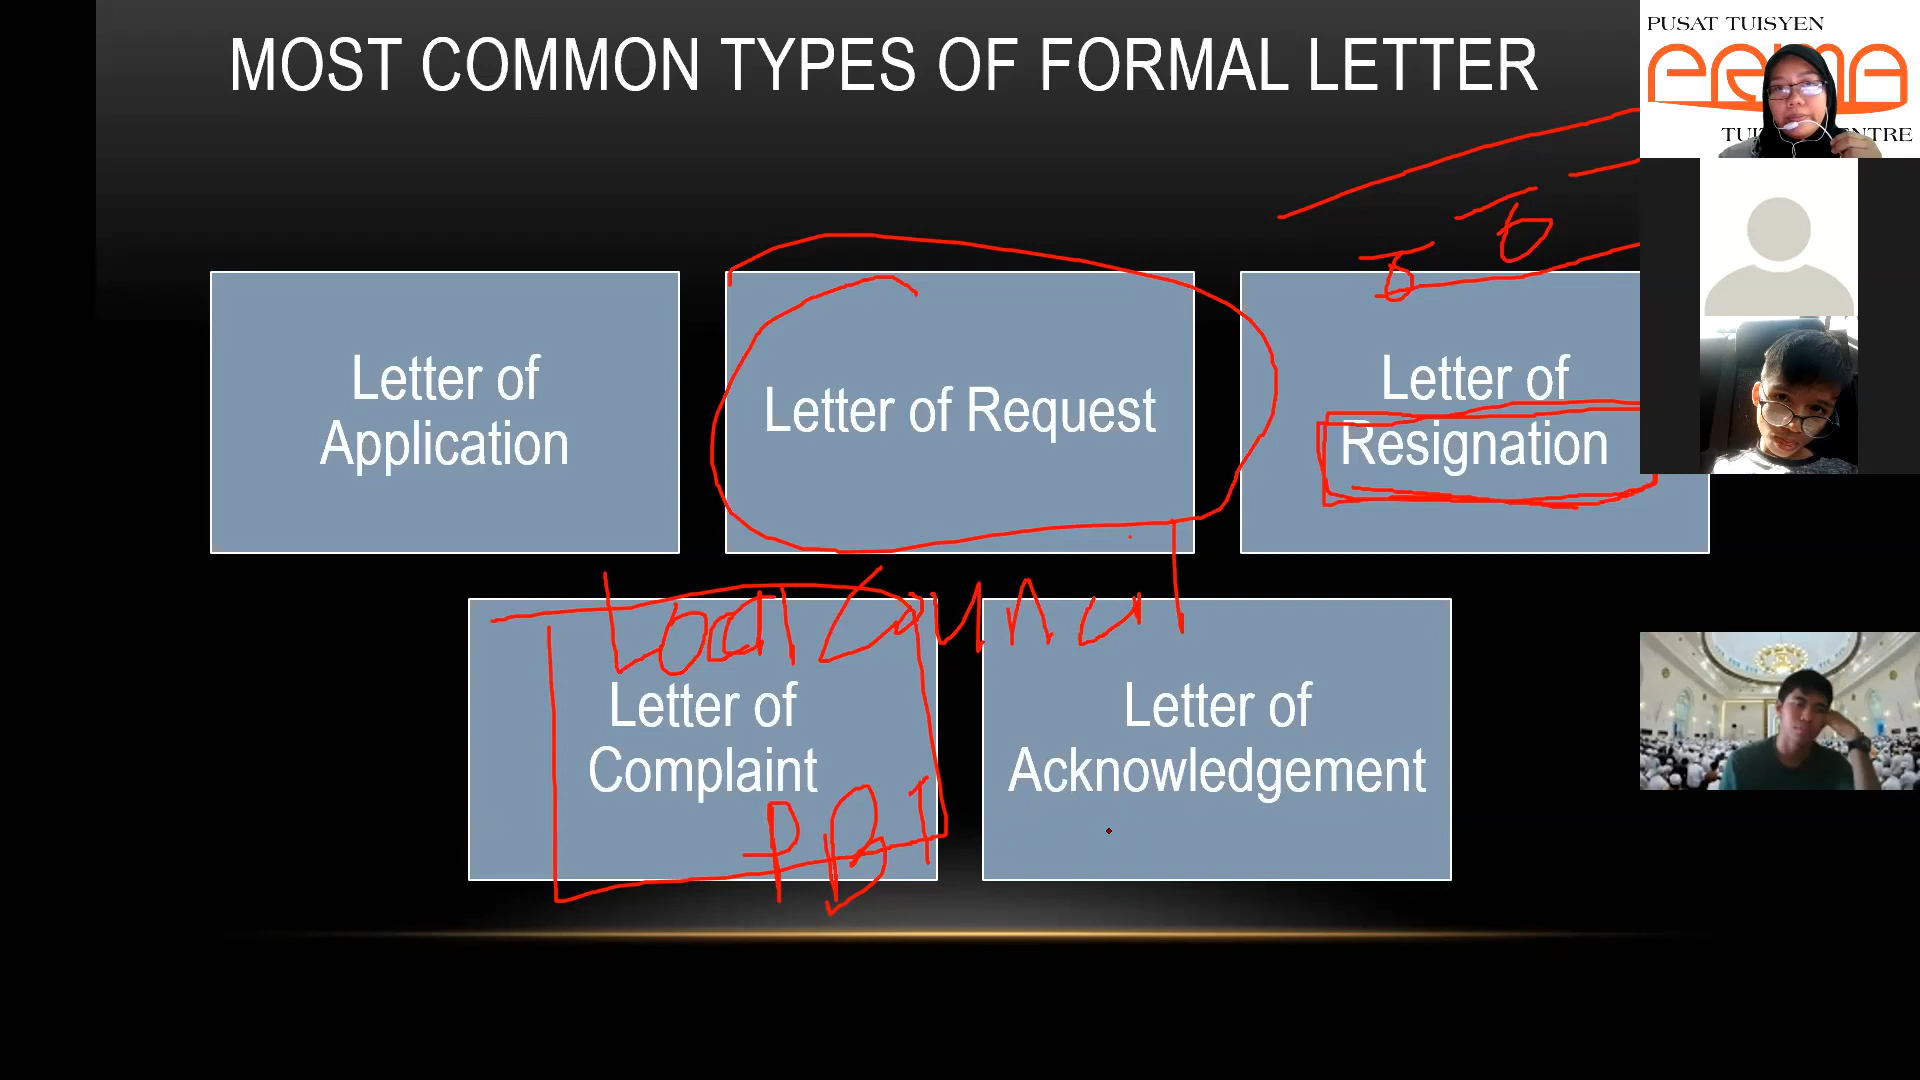 MOST COMMON TYPES OF FORMAL LETTER
PUSAT TUISYEN
PRIMA
Letter of
Application
Letter of Request
Letter of
Resignation
Local Council
Letter of
Complaint
PBT
Letter of
Acknowledgement